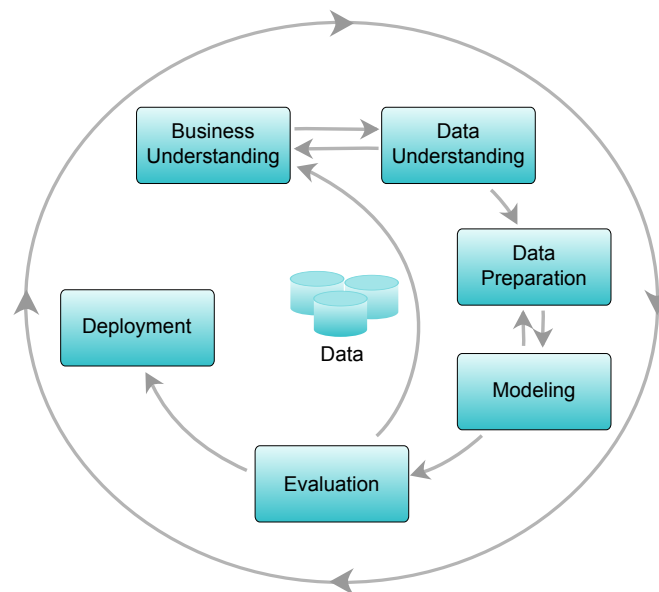 Business
Understanding
Data
Understanding
Data
Preparation
Modeling
Evaluation
Deployment
Data